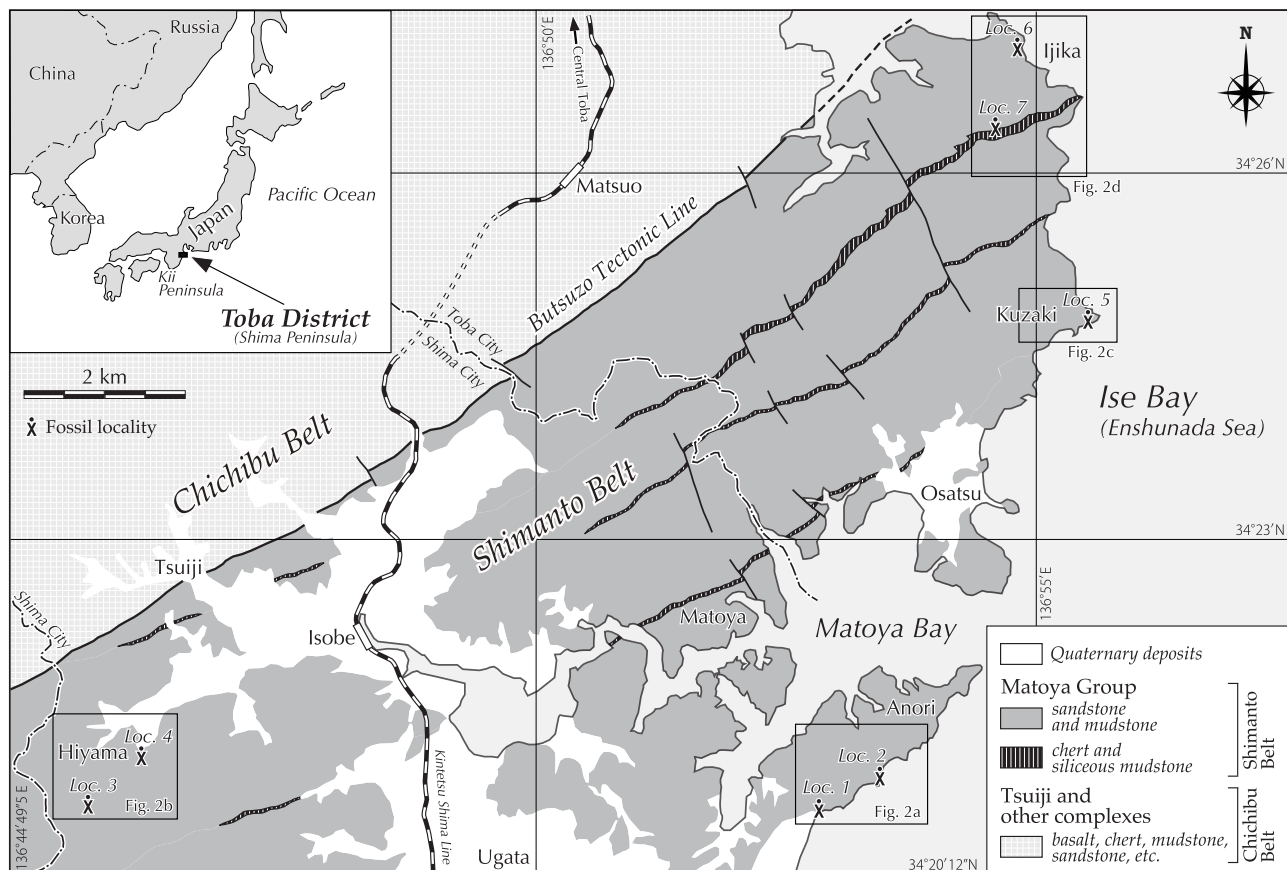 Russia
China
Korea
Japan
Pacific Ocean
Kii
Peninsula
Toba District
(Shima Peninsula)
2 km
Fossil locality
136°50′E
Central Toba
Matsuo
Butsuzo Tectonic Line
Toba City
Shima City
Loc. 6
Ijika
Loc. 7
N
34°26′N
Fig. 2d
Loc. 5
Kuzaki
Fig. 2c
Ise Bay
(Enshunada Sea)
Chichibu Belt
Shimanto Belt
Osatsu
34°23′N
Tsuiji
136°55′E
Shima City
Isobe
Matoya
Matoya Bay
Anori
Hiyama
Loc. 4
Loc. 3
Fig. 2b
Kintetsu Shima Line
Loc. 2
Loc. 1
Fig. 2a
136°44′49″5 E
Ugata
34°20′12″N
Quaternary deposits
Matoya Group
sandstone
and mudstone
chert and
siliceous mudstone
Shimanto
Belt
Tsuiji and
other complexes
basalt, chert, mudstone,
sandstone, etc.
Chichibu
Belt